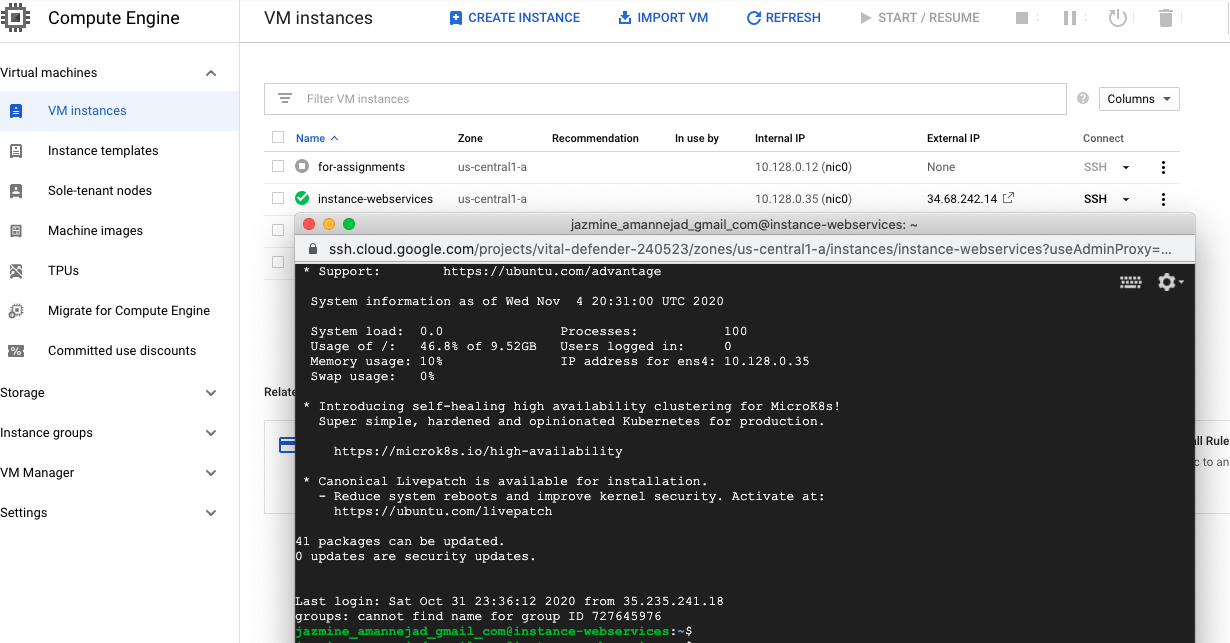 Compute Engine
VM instances
CREATE INSTANCE
IMPORT VM
REFRESH
START / RESUME
Virtual machines
VM instances
Instance templates
Sole-tenant nodes
Machine images
TPUs
Migrate for Compute Engine
Committed use discounts
Storage
Instance groups
VM Manager
Settings
Filter VM instances
Columns
Name Zone Recommendation In use by Internal IP External IP Connect
for-assignments us-central1-a 10.128.0.12 (nic0) None SSH
instance-webservices us-central1-a 10.128.0.35 (nic0) 34.68.242.14 SSH
jazmine_amannejad_gmail_com@instance-webservices: ~
ssh.cloud.google.com/projects/vital-defender-240523/zones/us-central1-a/instances/instance-webservices?useAdminProxy=...
* Support: https://ubuntu.com/advantage
System information as of Wed Nov 4 20:31:00 UTC 2020
System load: 0.0 Processes: 100
Usage of /: 46.8% of 9.52GB Users logged in: 0
Memory usage: 10% IP address for ens4: 10.128.0.35
Swap usage: 0%
* Introducing self-healing high availability clustering for MicroK8s!
Super simple, hardened and opinionated Kubernetes for production.
https://microk8s.io/high-availability
* Canonical Livepatch is available for installation.
- Reduce system reboots and improve kernel security. Activate at:
https://ubuntu.com/livepatch
41 packages can be updated.
0 updates are security updates.
Last login: Sat Oct 31 23:36:12 2020 from 35.235.241.18
groups: cannot find name for group ID 727645976
jazmine_amannejad_gmail_com@instance-webservices:~$
Relate
ll Rule
c to an